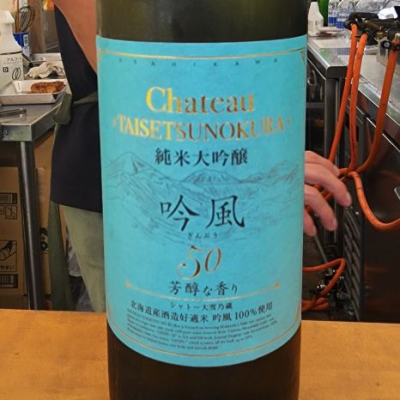 ASAHIKAWA
Chateau
TAISETSUNOKURA
純米大吟醸
吟風
ぎんぷう
50
芳醇な香り
シャトー大雪乃蔵
北海道産酒造好適米 吟風 100%使用